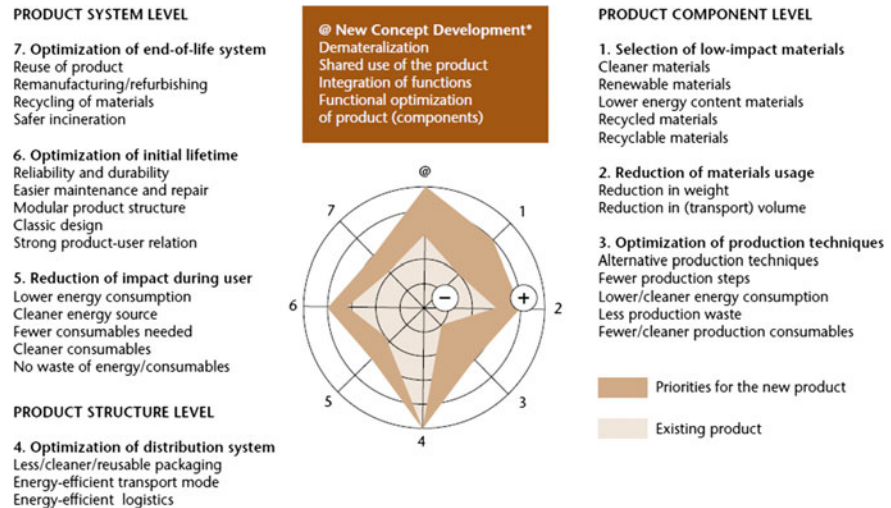 PRODUCT SYSTEM LEVEL
7. Optimization of end-of-life system
Reuse of product
Remanufacturing/refurbishing
Recycling of materials
Safer incineration
6. Optimization of initial lifetime
Reliability and durability
Easier maintenance and repair
Modular product structure
Classic design
Strong product-user relation
5. Reduction of impact during user
Lower energy consumption
Cleaner energy source
Fewer consumables needed
Cleaner consumables
No waste of energy/consumables
PRODUCT STRUCTURE LEVEL
4. Optimization of distribution system
Less/cleaner/reusable packaging
Energy-efficient transport mode
Energy-efficient logistics
@ New Concept Development*
Demateralization
Shared use of the product
Integration of functions
Functional optimization
of product (components)
@
7
1
6
−
+
2
5
3
4
PRODUCT COMPONENT LEVEL
1. Selection of low-impact materials
Cleaner materials
Renewable materials
Lower energy content materials
Recycled materials
Recyclable materials
2. Reduction of materials usage
Reduction in weight
Reduction in (transport) volume
3. Optimization of production techniques
Alternative production techniques
Fewer production steps
Lower/cleaner energy consumption
Less production waste
Fewer/cleaner production consumables
Priorities for the new product
Existing product